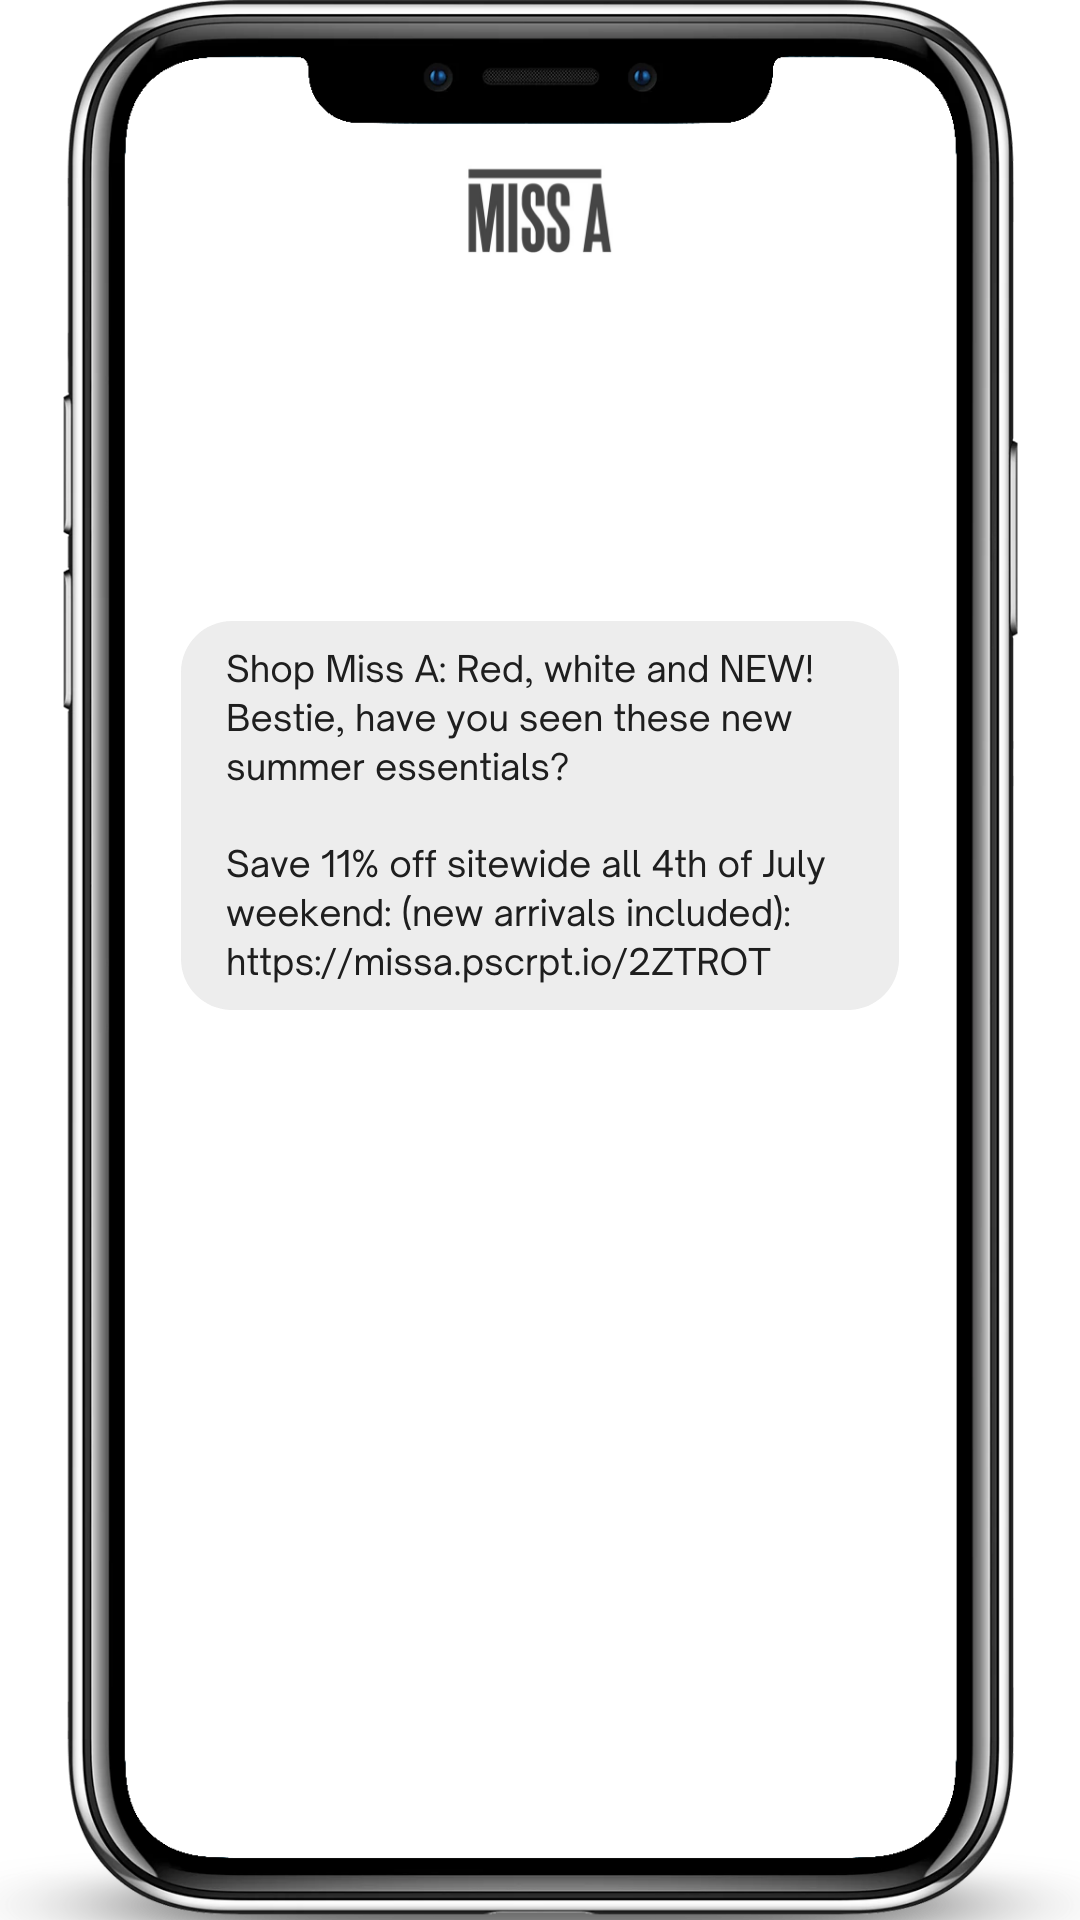 MISS A
Shop Miss A: Red, white and NEW!
Bestie, have you seen these new
summer essentials?
Save 11% off sitewide all 4th of July
weekend: (new arrivals included):
https://missa.pscrpt.io/2ZTROT